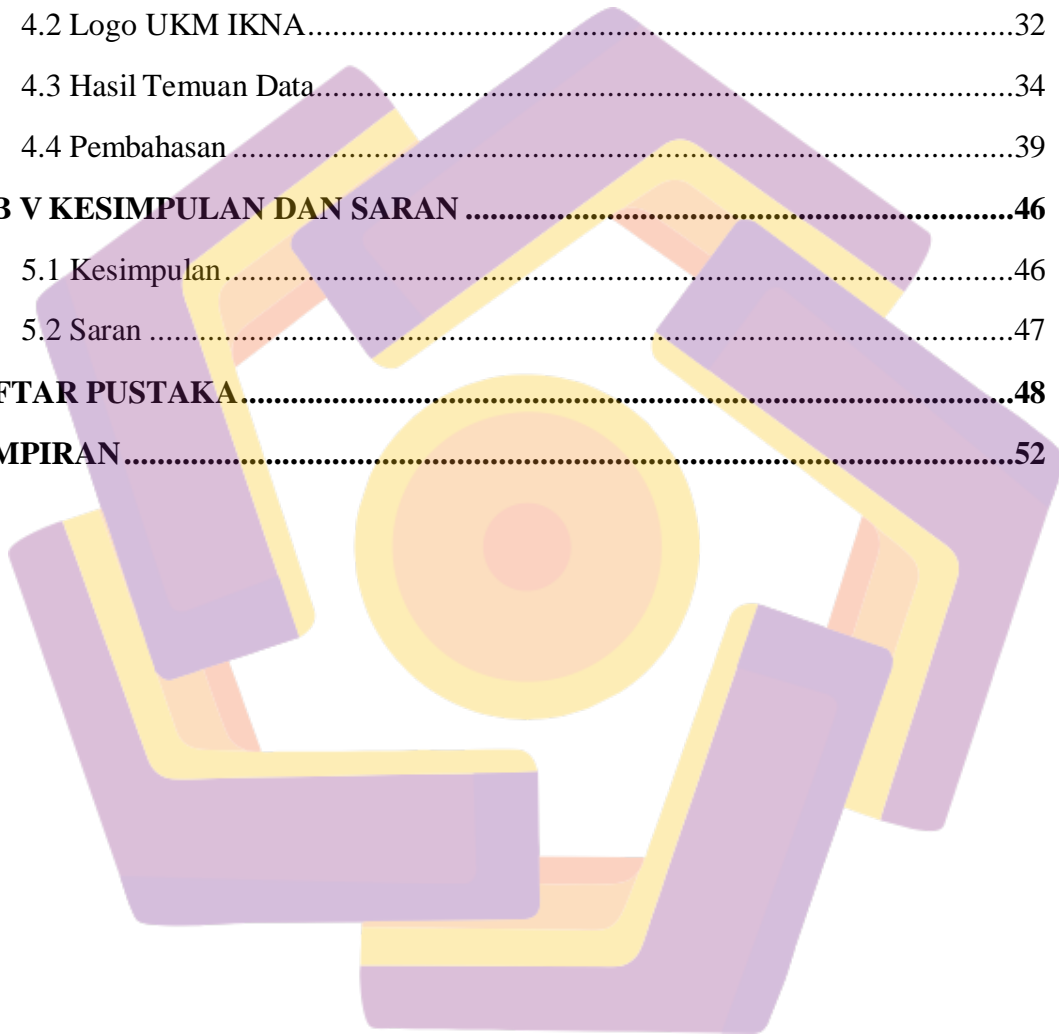 4.2 Logo UKM IKNA....................................................................................32
4.3 Hasil Temuan Data...................................................................................34
4.4 Pembahasan.............................................................................................39
B V KESIMPULAN DAN SARAN.................................................................46
5.1 Kesimpulan..............................................................................................46
5.2 Saran........................................................................................................47
FTAR PUSTAKA...........................................................................................48
MPIRAN.........................................................................................................52